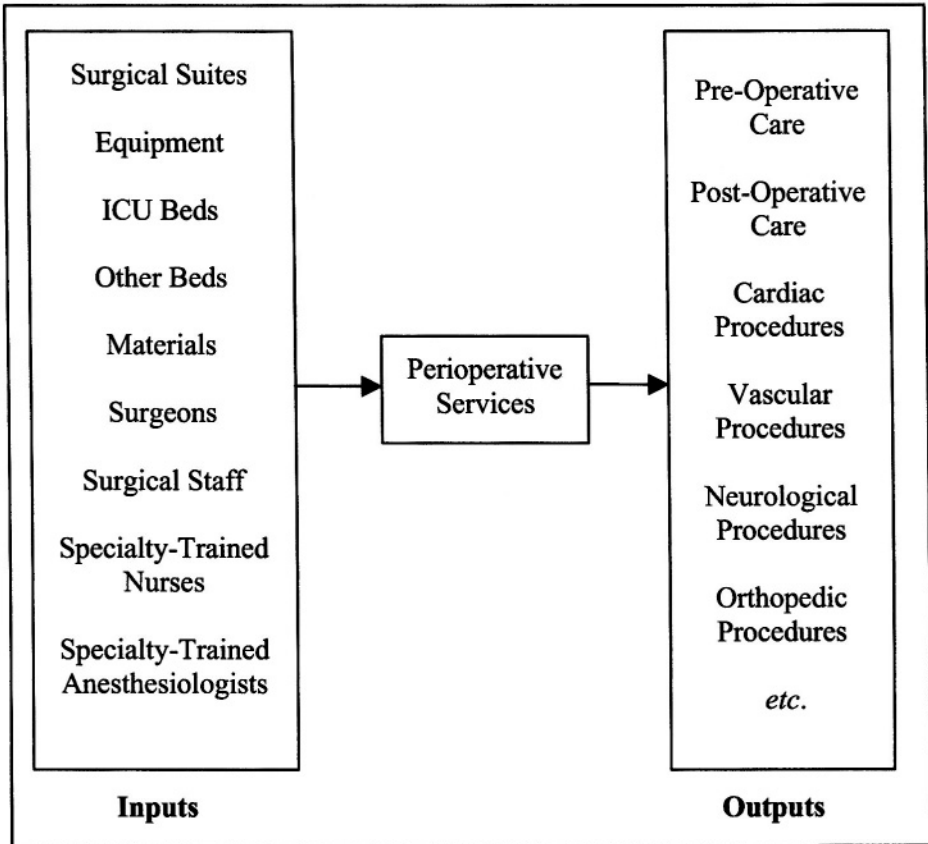 Surgical Suites
Equipment
ICU Beds
Other Beds
Materials
Surgeons
Surgical Staff
Specialty-Trained
Nurses
Specialty-Trained
Anesthesiologists
Inputs
Perioperative
Services
Pre-Operative
Care
Post-Operative
Care
Cardiac
Procedures
Vascular
Procedures
Neurological
Procedures
Orthopedic
Procedures
etc.
Outputs